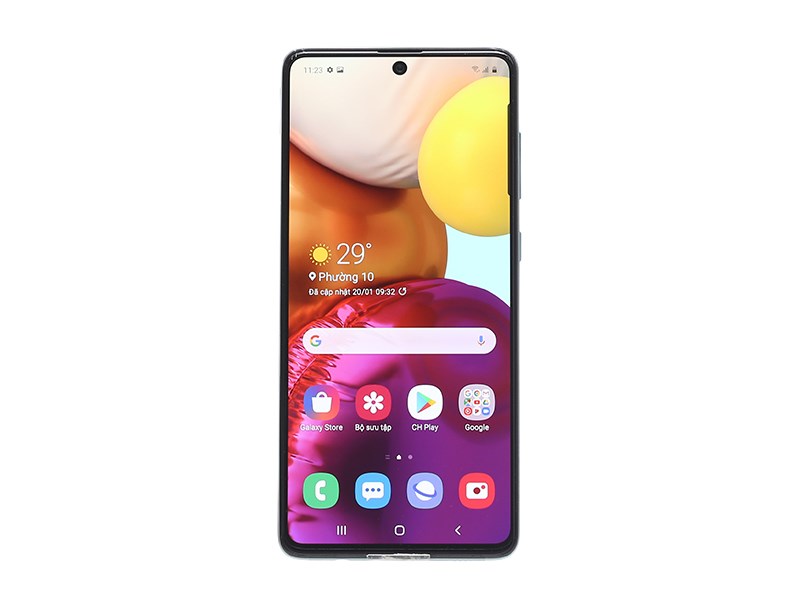 11:23
29°
Phường 10
Đã cập nhật 20/01 09:32
Galaxy Store
Bộ sưu tập
CH Play
Google